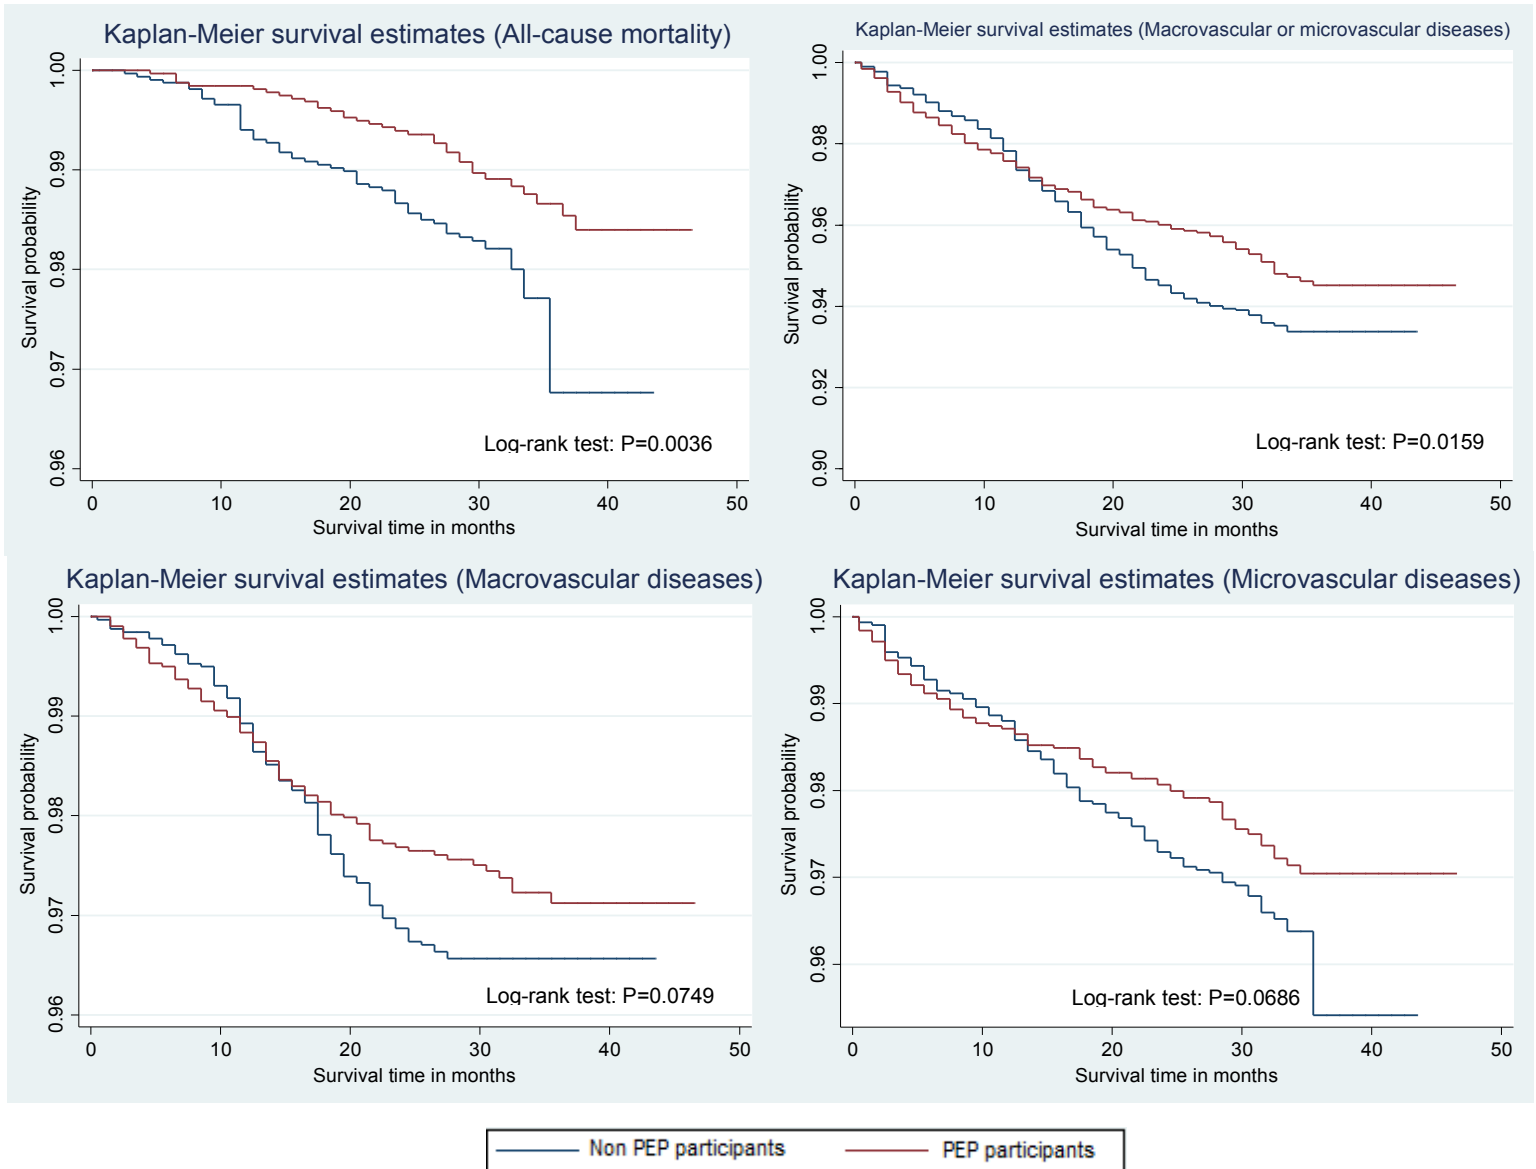 Kaplan-Meier survival estimates (All-cause mortality)
Survival probability
1.00
0.99
0.98
0.97
0.96
Log-rank test: P=0.0036
0 10 20 30 40 50
Survival time in months
Kaplan-Meier survival estimates (Macrovascular or microvascular diseases)
Survival probability
1.00
0.98
0.96
0.94
0.92
0.90
Log-rank test: P=0.0159
0 10 20 30 40 50
Survival time in months
Kaplan-Meier survival estimates (Macrovascular diseases)
Survival probability
1.00
0.99
0.98
0.97
0.96
Log-rank test: P=0.0749
0 10 20 30 40 50
Survival time in months
Kaplan-Meier survival estimates (Microvascular diseases)
Survival probability
1.00
0.99
0.98
0.97
0.96
Log-rank test: P=0.0686
0 10 20 30 40 50
Survival time in months
Non PEP participants PEP participants